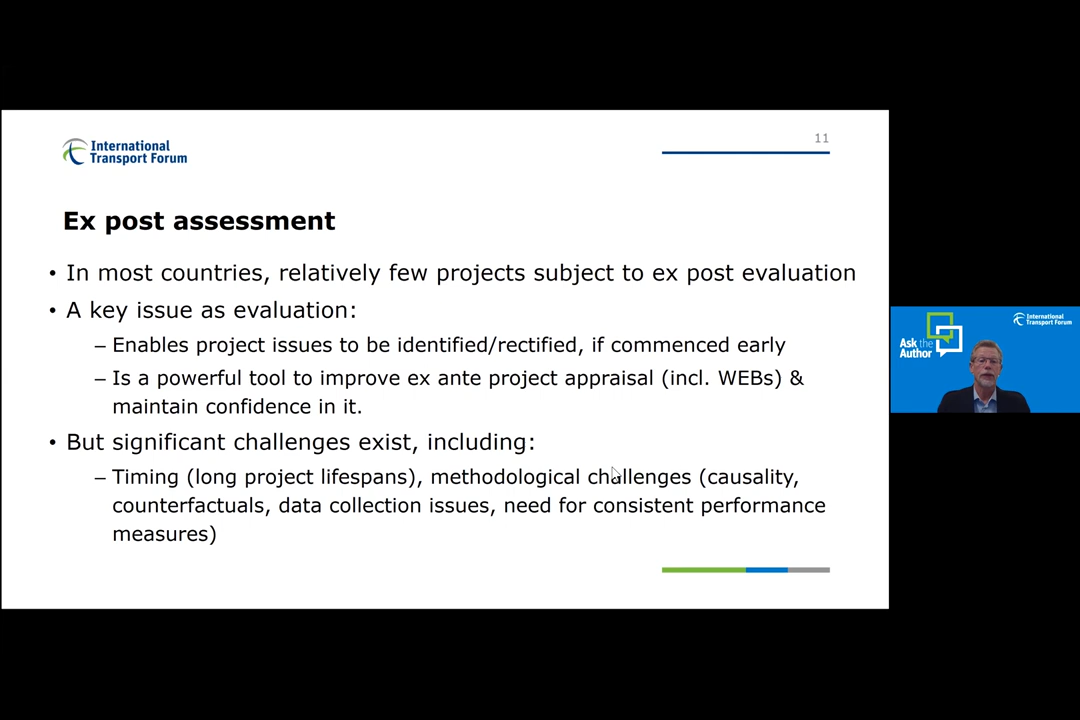 International
Transport Forum
11
Ex post assessment
• In most countries, relatively few projects subject to ex post evaluation
• A key issue as evaluation:
– Enables project issues to be identified/rectified, if commenced early
– Is a powerful tool to improve ex ante project appraisal (incl. WEBs) &
maintain confidence in it.
• But significant challenges exist, including:
– Timing (long project lifespans), methodological challenges (causality,
counterfactuals, data collection issues, need for consistent performance
measures)
Ask the
Author
International
Transport Forum